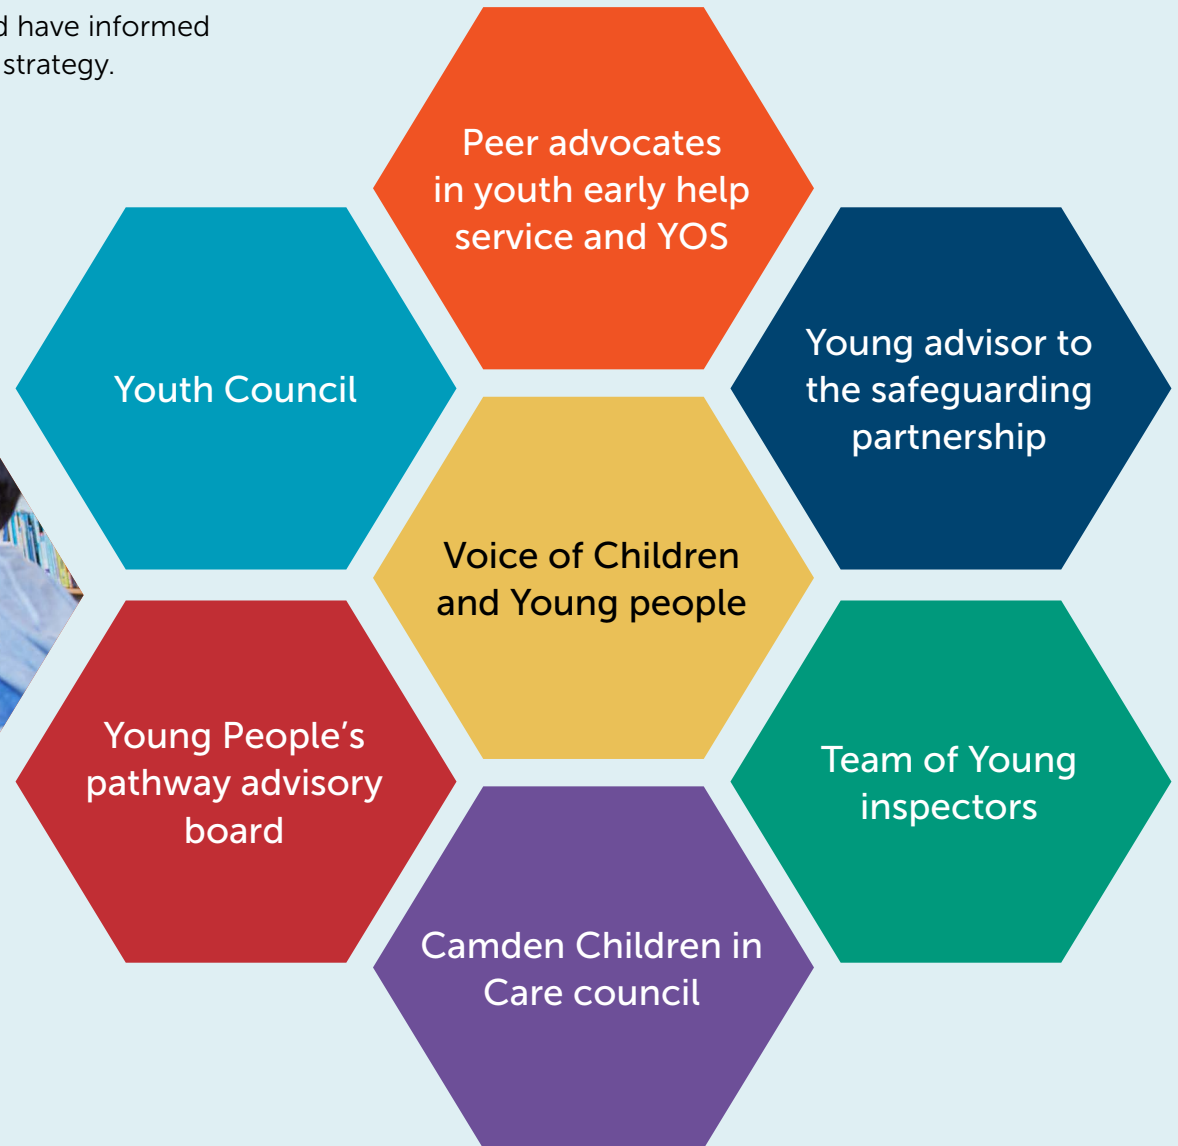 d have informed
strategy.
Peer advocates
in youth early help
service and YOS
Youth Council
Young advisor to
the safeguarding
partnership
Voice of Children
and Young people
Young People’s
pathway advisory
board
Team of Young
inspectors
Camden Children in
Care council